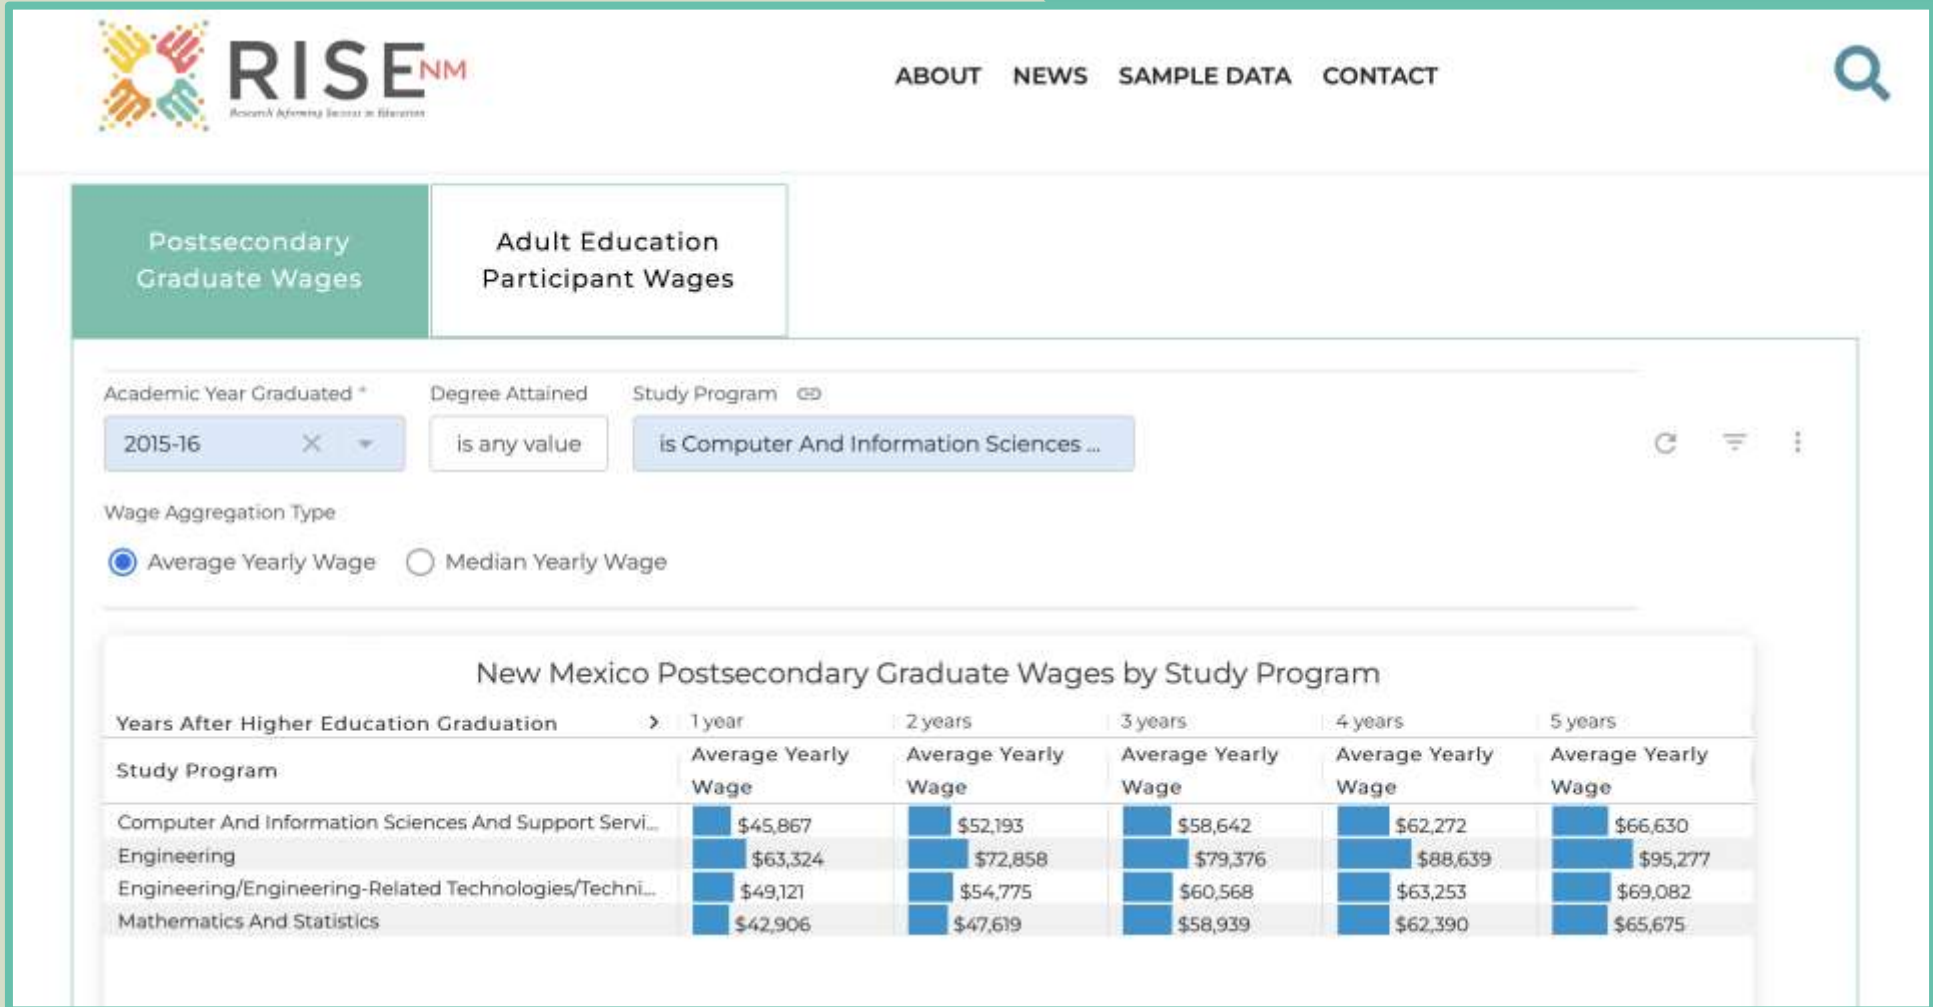 RISE NM
Research Informing Success in Education
ABOUT NEWS SAMPLE DATA CONTACT
Postsecondary
Graduate Wages
Adult Education
Participant Wages
Academic Year Graduated * Degree Attained Study Program
2015-16 is any value is Computer And Information Sciences ...
Wage Aggregation Type
Average Yearly Wage Median Yearly Wage
New Mexico Postsecondary Graduate Wages by Study Program
Years After Higher Education Graduation > 1 year 2 years 3 years 4 years 5 years
Study Program Average Yearly Wage Average Yearly Wage Average Yearly Wage Average Yearly Wage Average Yearly Wage
Computer And Information Sciences And Support Servi... $45,867 $52,193 $58,642 $62,272 $66,630
Engineering $63,324 $72,858 $79,376 $88,639 $95,277
Engineering/Engineering-Related Technologies/Techni... $49,121 $54,775 $60,568 $63,253 $69,082
Mathematics And Statistics $42,906 $47,619 $58,939 $62,390 $65,675